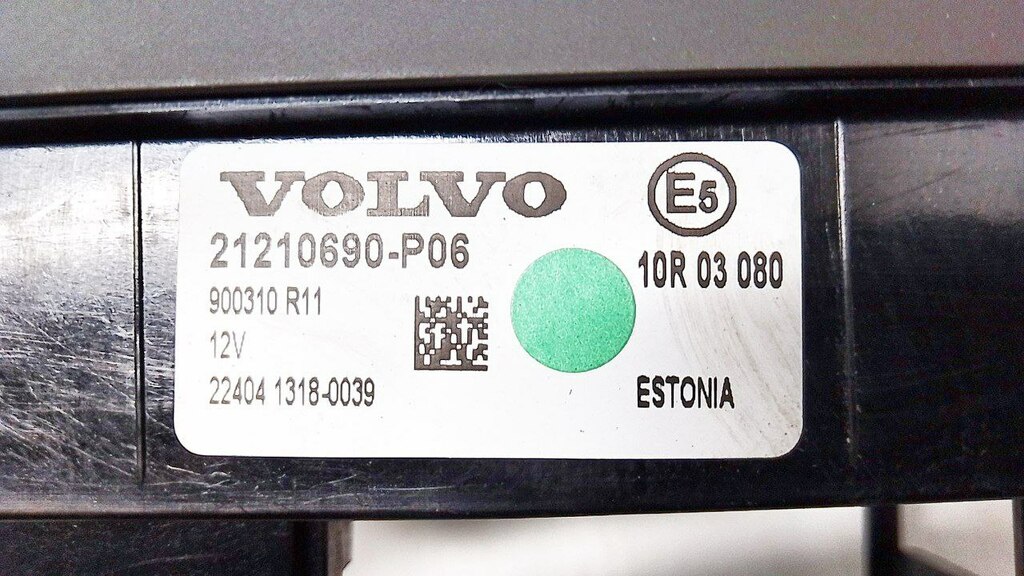 VOLVO
21210690-P06
900310 R11
12V
22404 1318-0039
E5
10R 03 080
ESTONIA